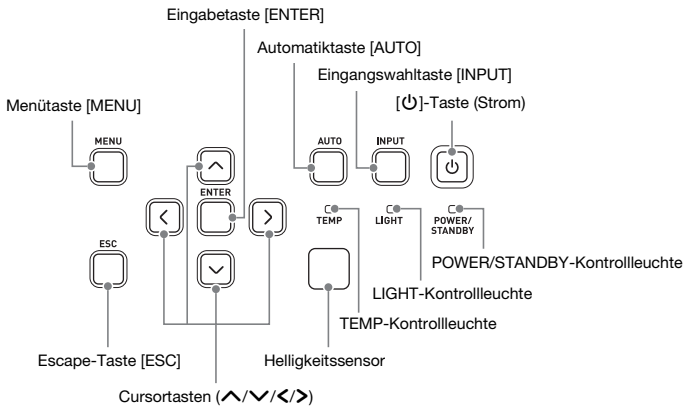 Eingabetaste [ENTER]
Automatiktaste [AUTO]
Eingangswahltaste [INPUT]
Menütaste [MENU]
[⏻]-Taste (Strom)
MENU
AUTO
INPUT
ENTER
TEMP
LIGHT
POWER/
STANDBY
ESC
POWER/STANDBY-Kontrollleuchte
LIGHT-Kontrollleuchte
TEMP-Kontrollleuchte
Escape-Taste [ESC]
Helligkeitssensor
Cursortasten (∧/∨/</>)